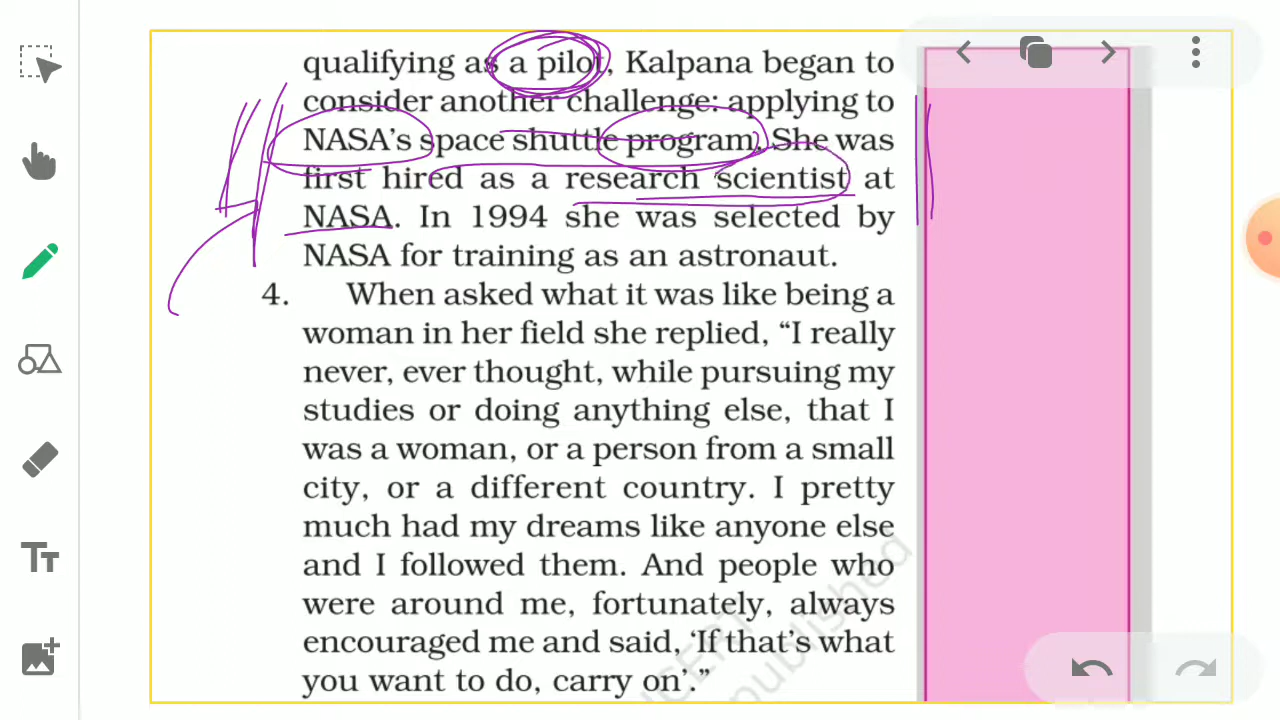 qualifying as a pilot, Kalpana began to
consider another challenge: applying to
NASA's space shuttle program. She was
first hired as a research scientist at
NASA. In 1994 she was selected by
NASA for training as an astronaut.
4. When asked what it was like being a
woman in her field she replied, “I really
never, ever thought, while pursuing my
studies or doing anything else, that I
was a woman, or a person from a small
city, or a different country. I pretty
much had my dreams like anyone else
and I followed them. And people who
were around me, fortunately, always
encouraged me and said, ‘If that’s what
you want to do, carry on’.”
published
TT